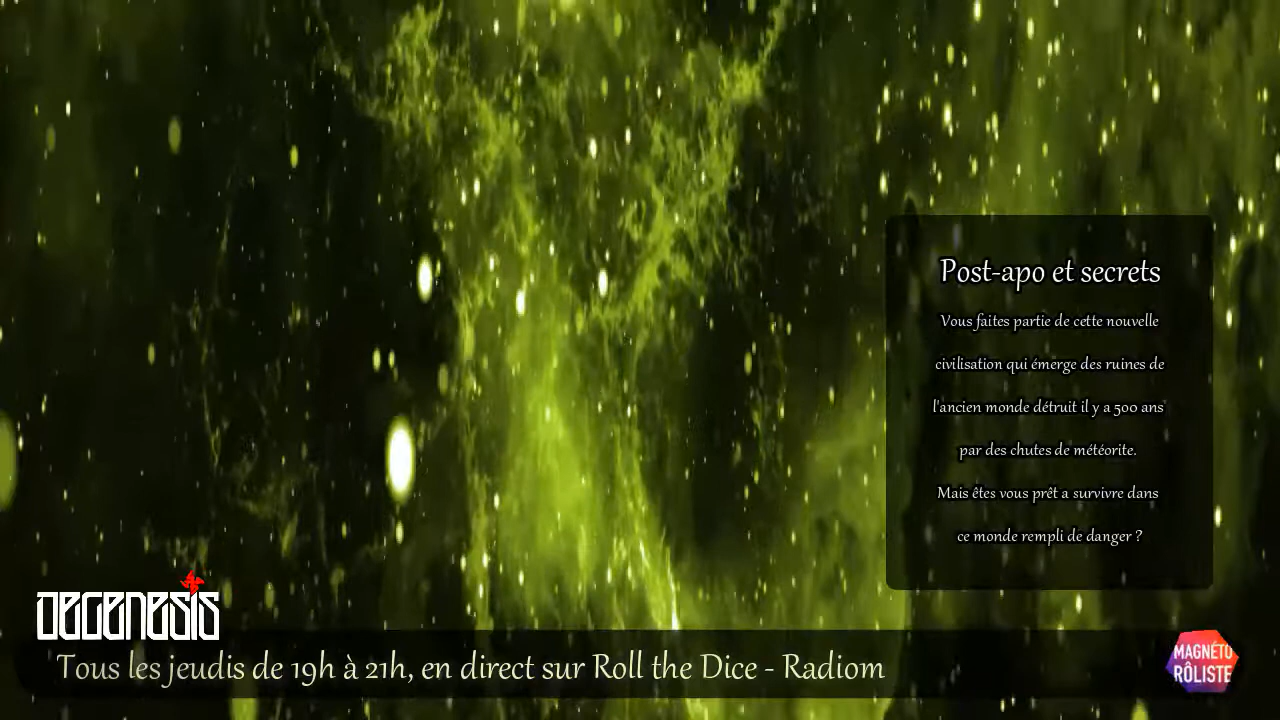 Post-apo et secrets
Vous faites partie de cette nouvelle
civilisation qui émerge des ruines de
l'ancien monde détruit il y a 500 ans
par des chutes de météorite.
Mais êtes vous prêt a survivre dans
ce monde rempli de danger ?
DEGENESIS
Tous les jeudis de 19h à 21h, en direct sur Roll the Dice - Radiom
MAGNÉTO
RÔLISTE